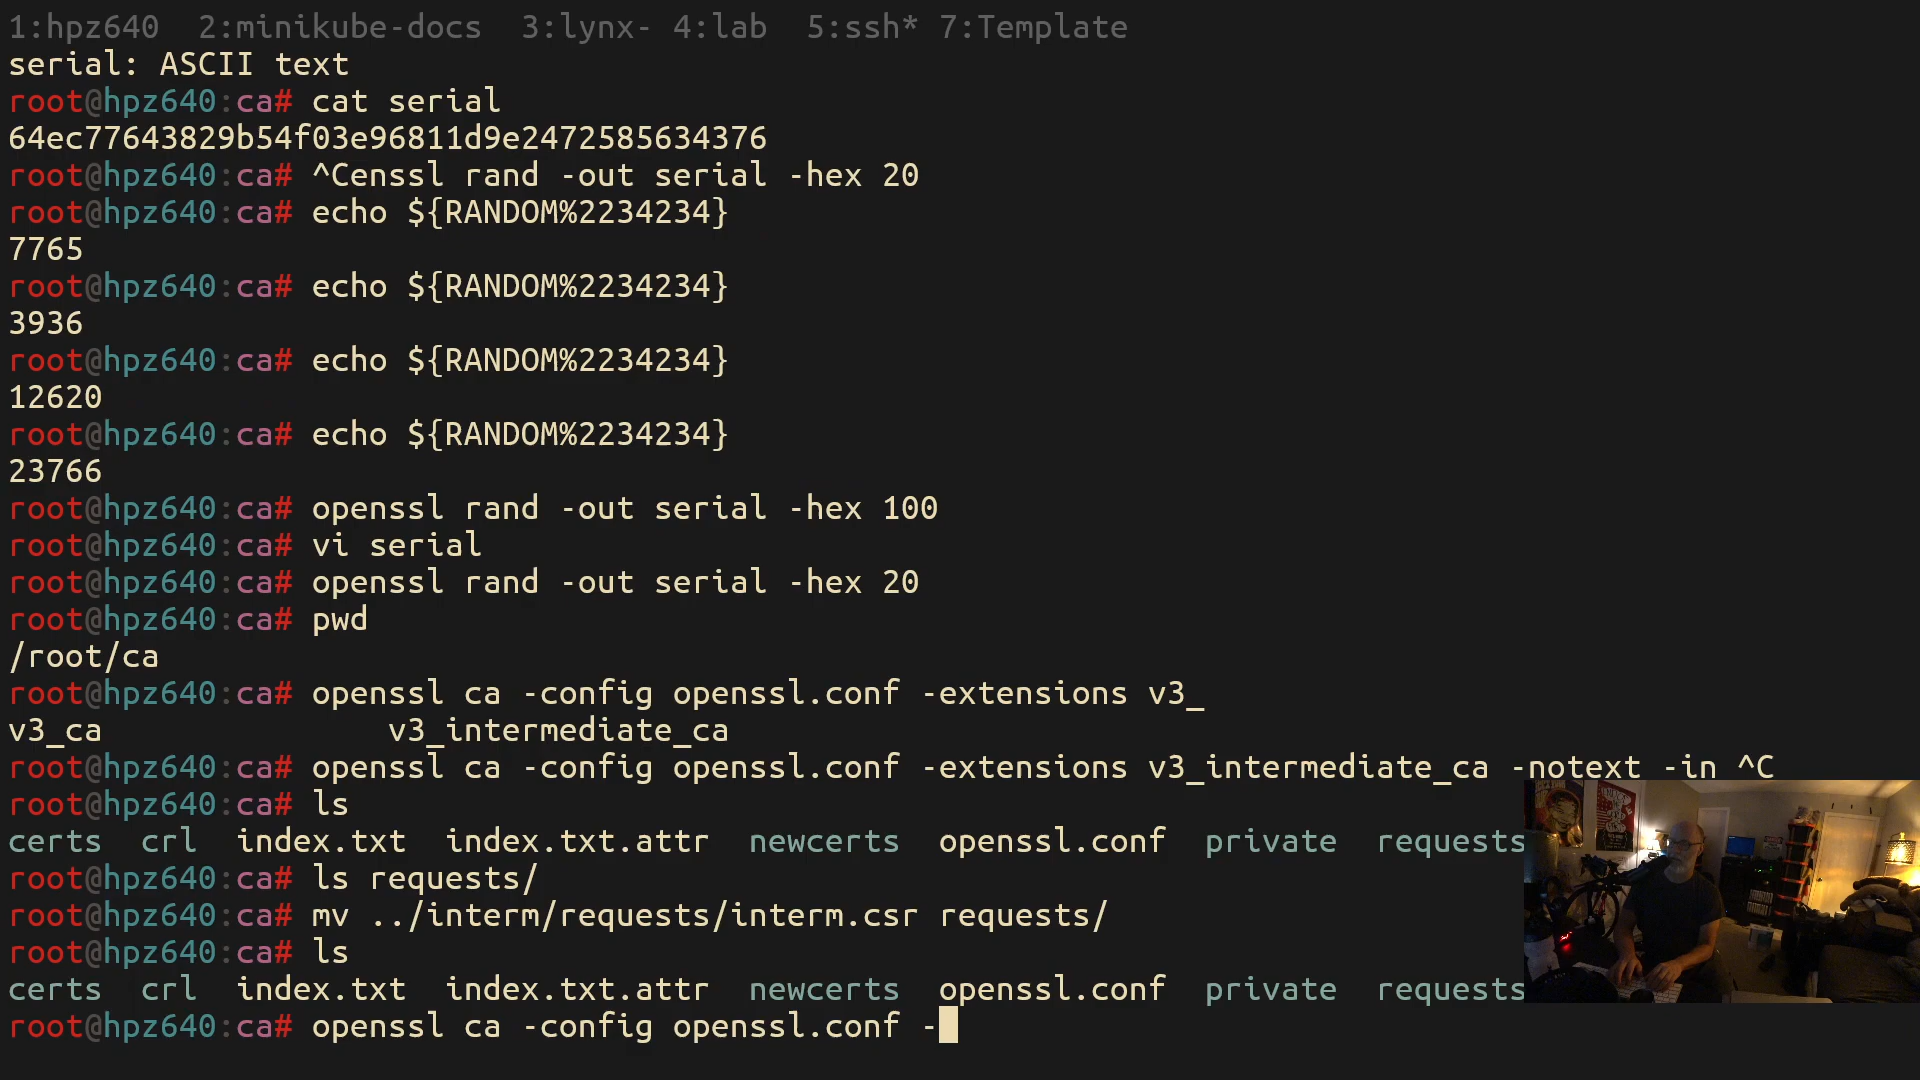 1:hpz640  2:minikube-docs  3:lynx- 4:lab  5:ssh* 7:Template
serial: ASCII text
root@hpz640:ca# cat serial
64ec77643829b54f03e96811d9e2472585634376
root@hpz640:ca# ^Censsl rand -out serial -hex 20
root@hpz640:ca# echo ${RANDOM%2234234}
7765
root@hpz640:ca# echo ${RANDOM%2234234}
3936
root@hpz640:ca# echo ${RANDOM%2234234}
12620
root@hpz640:ca# echo ${RANDOM%2234234}
23766
root@hpz640:ca# openssl rand -out serial -hex 100
root@hpz640:ca# vi serial
root@hpz640:ca# openssl rand -out serial -hex 20
root@hpz640:ca# pwd
/root/ca
root@hpz640:ca# openssl ca -config openssl.conf -extensions v3_
v3_ca               v3_intermediate_ca
root@hpz640:ca# openssl ca -config openssl.conf -extensions v3_intermediate_ca -notext -in ^C
root@hpz640:ca# ls
certs  crl  index.txt  index.txt.attr  newcerts  openssl.conf  private  requests
root@hpz640:ca# ls requests/
root@hpz640:ca# mv ../interm/requests/interm.csr requests/
root@hpz640:ca# ls
certs  crl  index.txt  index.txt.attr  newcerts  openssl.conf  private  requests
root@hpz640:ca# openssl ca -config openssl.conf -